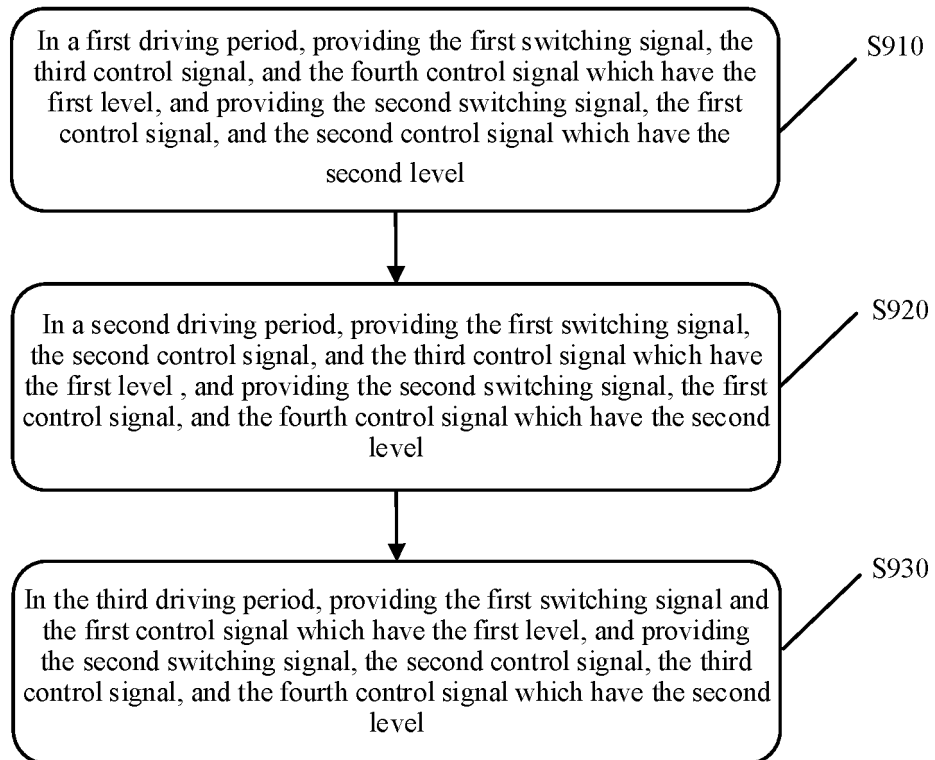 In a first driving period, providing the first switching signal, the
third control signal, and the fourth control signal which have the
first level, and providing the second switching signal, the first
control signal, and the second control signal which have the
second level
S910
In a second driving period, providing the first switching signal,
the second control signal, and the third control signal which have
the first level , and providing the second switching signal, the first
control signal, and the fourth control signal which have the second
level
S920
In the third driving period, providing the first switching signal and
the first control signal which have the first level, and providing
the second switching signal, the second control signal, the third
control signal, and the fourth control signal which have the second
level
S930